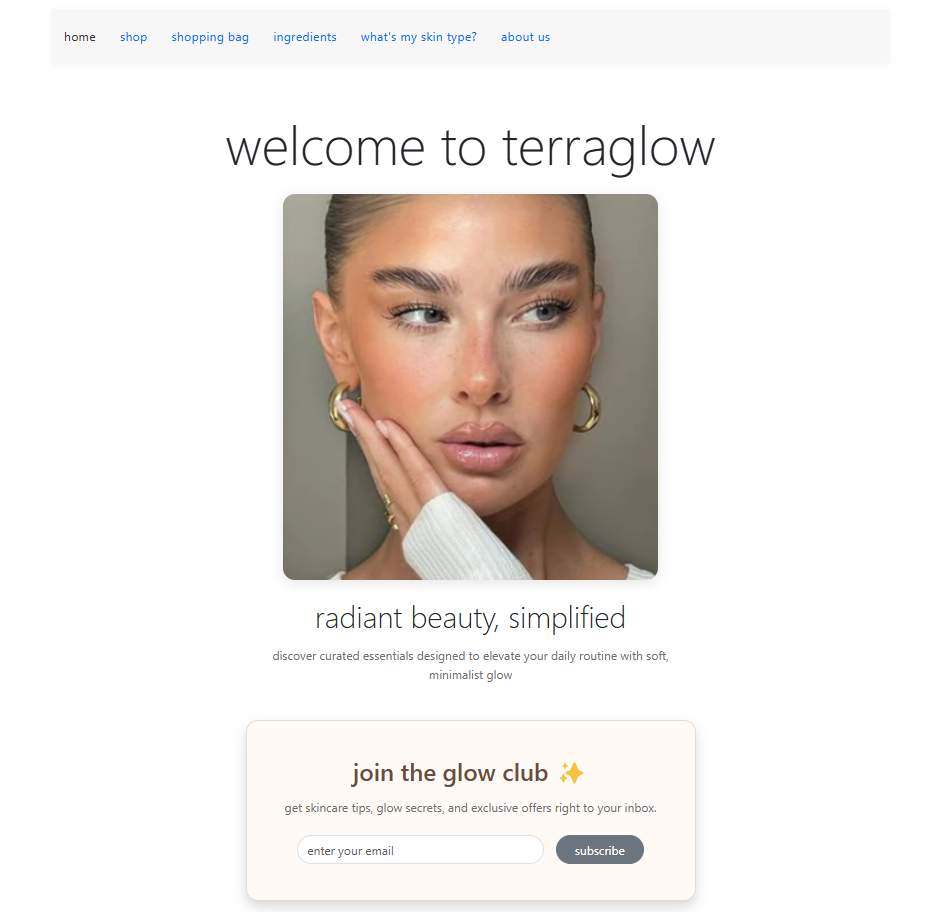 home shop shopping bag ingredients what's my skin type? about us
welcome to terraglow
radiant beauty, simplified
discover curated essentials designed to elevate your daily routine with soft,
minimalist glow
join the glow club ✨
get skincare tips, glow secrets, and exclusive offers right to your inbox.
enter your email subscribe